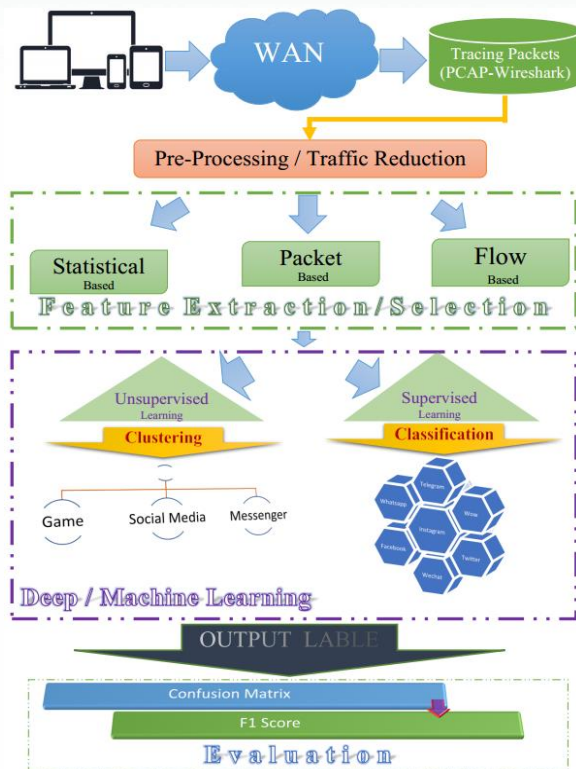 WAN
Tracing Packets
(PCAP-Wireshark)
Pre-Processing / Traffic Reduction
Statistical
Based
Packet
Based
Flow
Based
Feature Extraction/Selection
Unsupervised
Learning
Clustering
Supervised
Learning
Classification
Game
Social Media
Messenger
Telegram
Whatsapp
Wow
Instagram
Facebook
Twitter
Wechat
Deep / Machine Learning
OUTPUT LABLE
Confusion Matrix
F1 Score
Evaluation